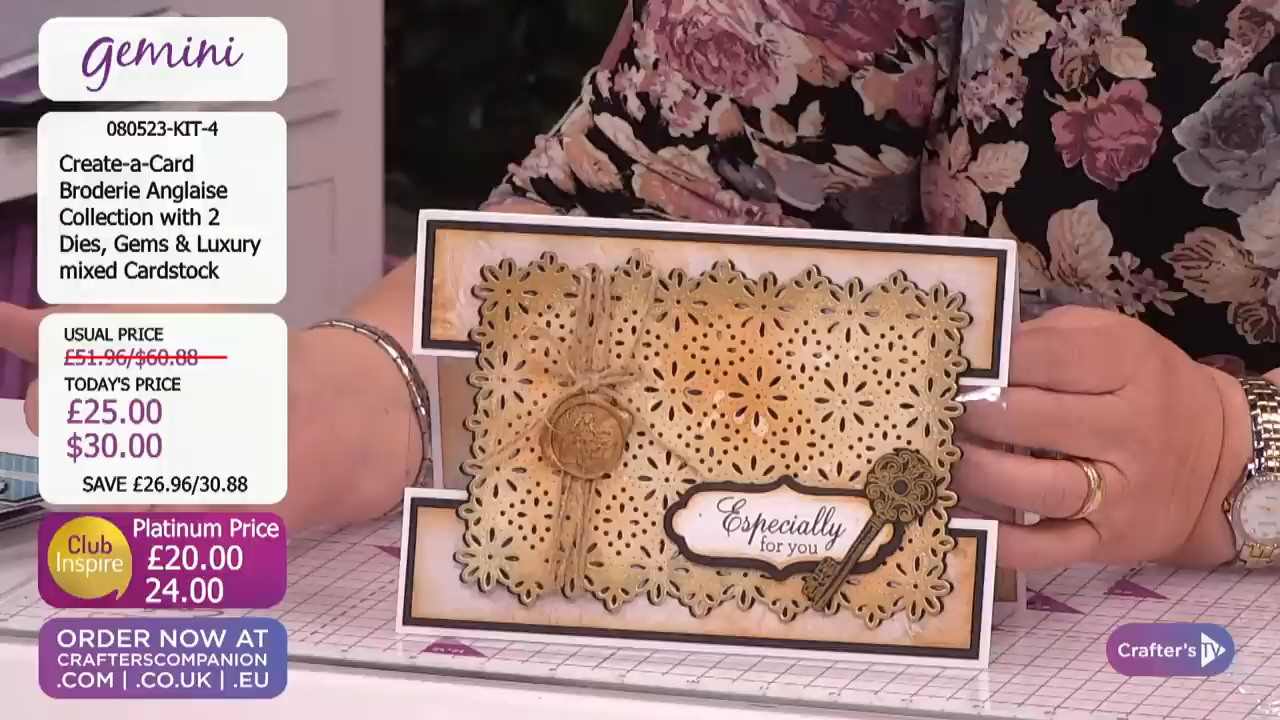 gemini
080523-KIT-4
Create-a-Card
Broderie Anglaise
Collection with 2
Dies, Gems & Luxury
mixed Cardstock
USUAL PRICE
£51.96/$60.88
TODAY'S PRICE
£25.00
$30.00
SAVE £26.96/30.88
Club
Inspire
Platinum Price
£20.00
24.00
ORDER NOW AT
CRAFTERSCOMPANION
.COM | .CO.UK | .EU
Especially
for you
Crafter's TV